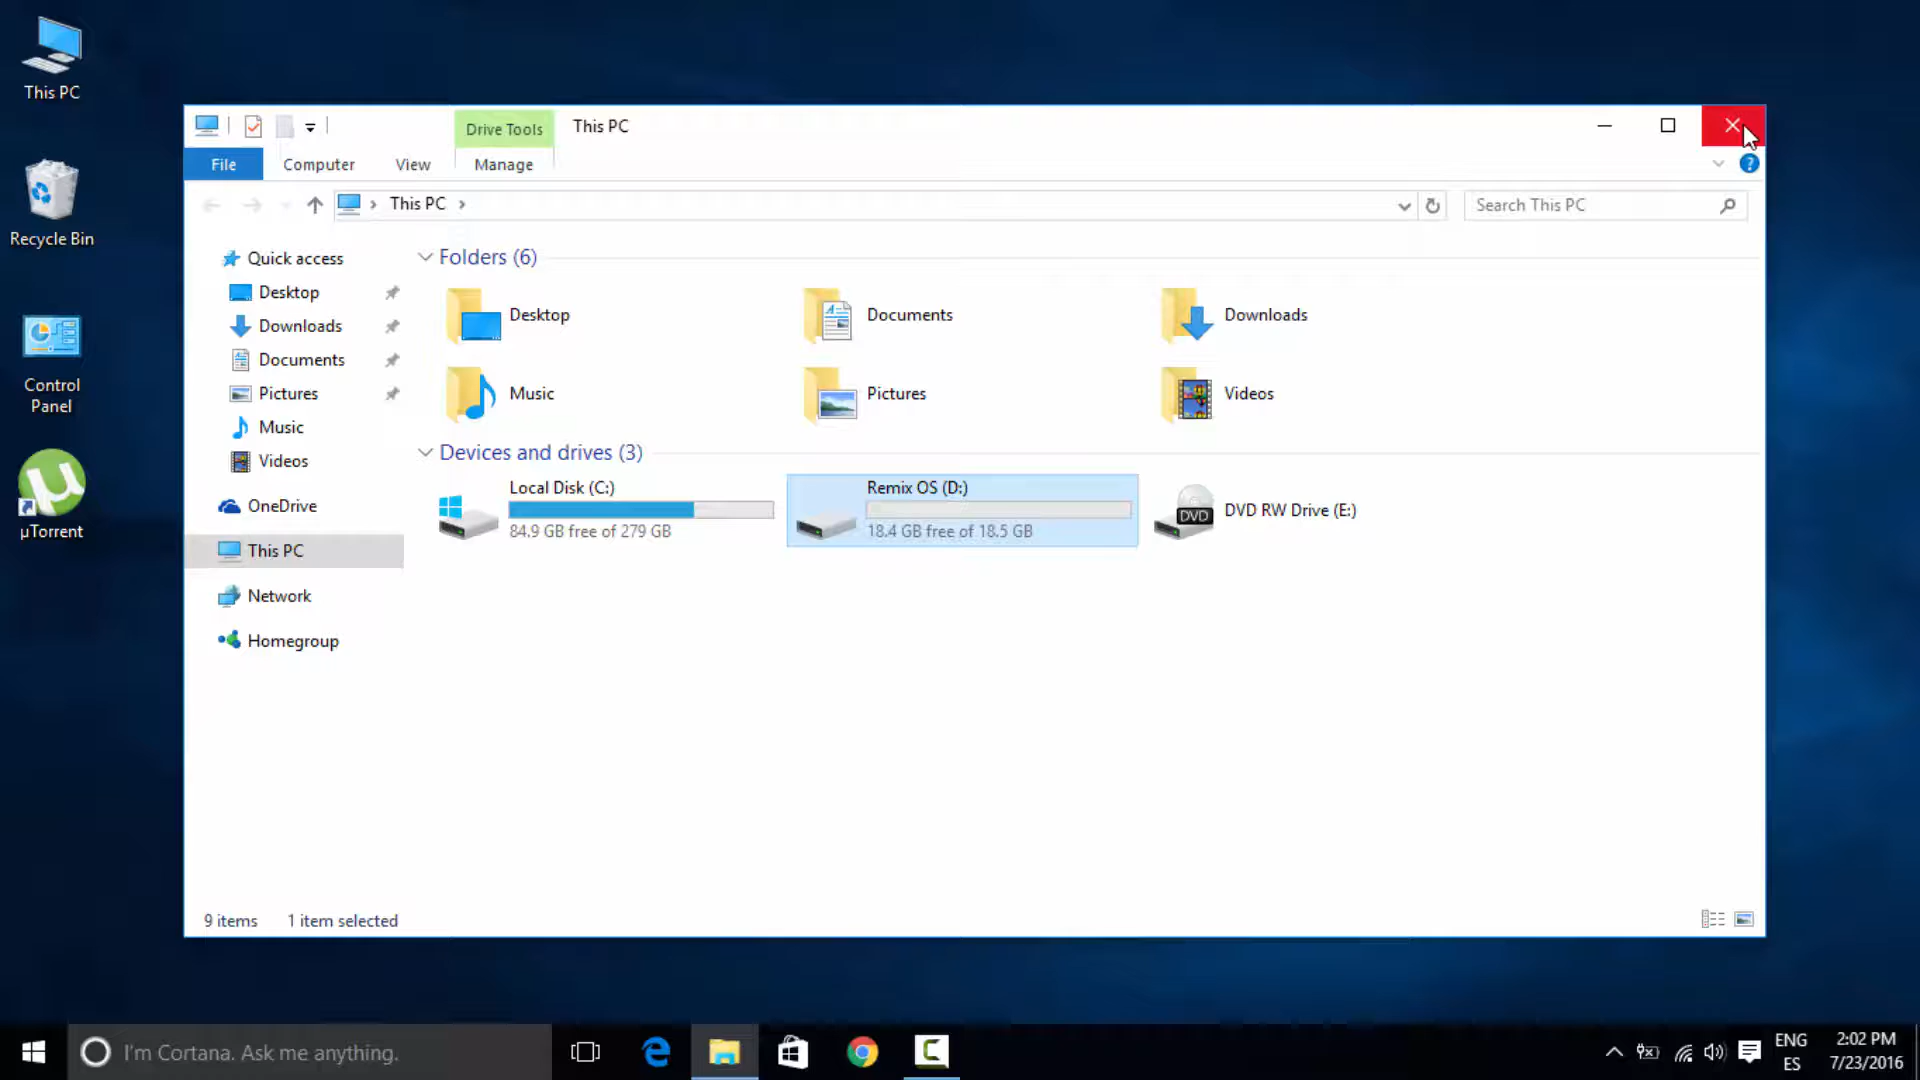 This PC
Recycle Bin
Control
Panel
µTorrent
Drive Tools
This PC
File
Computer
View
Manage
This PC
Search This PC
Quick access
Desktop
Downloads
Documents
Pictures
Music
Videos
OneDrive
This PC
Network
Homegroup
Folders (6)
Desktop
Documents
Downloads
Music
Pictures
Videos
Devices and drives (3)
Local Disk (C:)
84.9 GB free of 279 GB
Remix OS (D:)
18.4 GB free of 18.5 GB
DVD
DVD RW Drive (E:)
9 items
1 item selected
I'm Cortana. Ask me anything.
ENG
ES
2:02 PM
7/23/2016